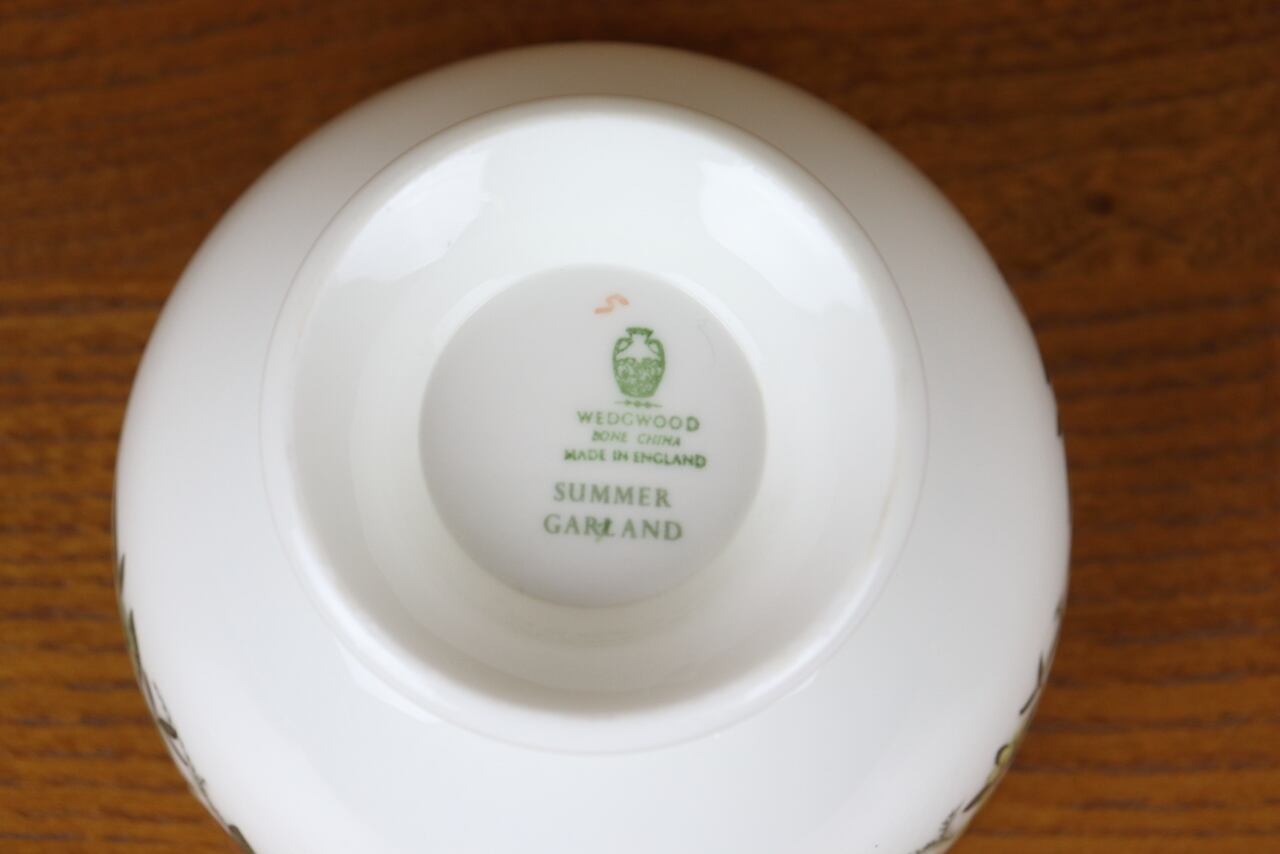 S
WEDGWOOD
BONE CHINA
MADE IN ENGLAND
SUMMER
GARLAND